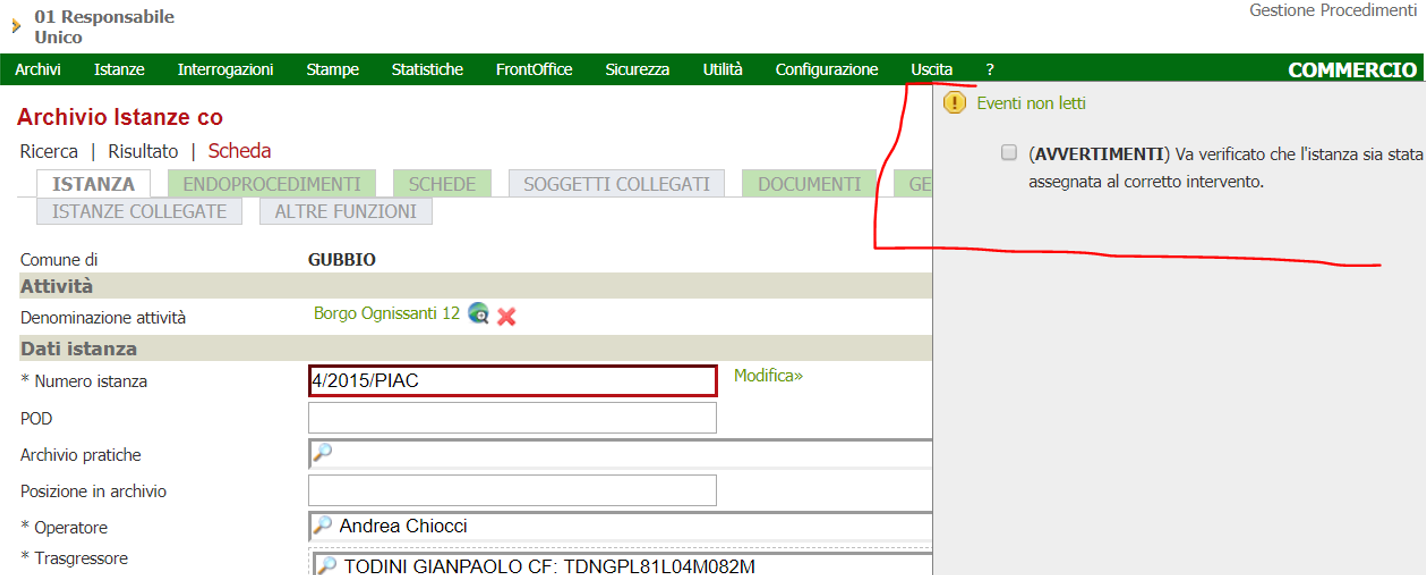 01 Responsabile
Unico
Gestione Procedimenti
Archivi Istanze Interrogazioni Stampe Statistiche FrontOffice Sicurezza Utilità Configurazione Uscita ? COMMERCIO
Archivio Istanze co
Ricerca | Risultato | Scheda
ISTANZA ENDOPROCEDIMENTI SCHEDE SOGGETTI COLLEGATI DOCUMENTI GE
ISTANZE COLLEGATE ALTRE FUNZIONI
Eventi non letti
(AVVERTIMENTI) Va verificato che l'istanza sia stata
assegnata al corretto intervento.
Comune di GUBBIO
Attività
Denominazione attività Borgo Ognissanti 12
Dati istanza
* Numero istanza 4/2015/PIAC Modifica»
POD
Archivio pratiche
Posizione in archivio
* Operatore Andrea Chiocci
* Trasgressore TODINI GIANPAOLO CF: TDNGPL81L04M082M